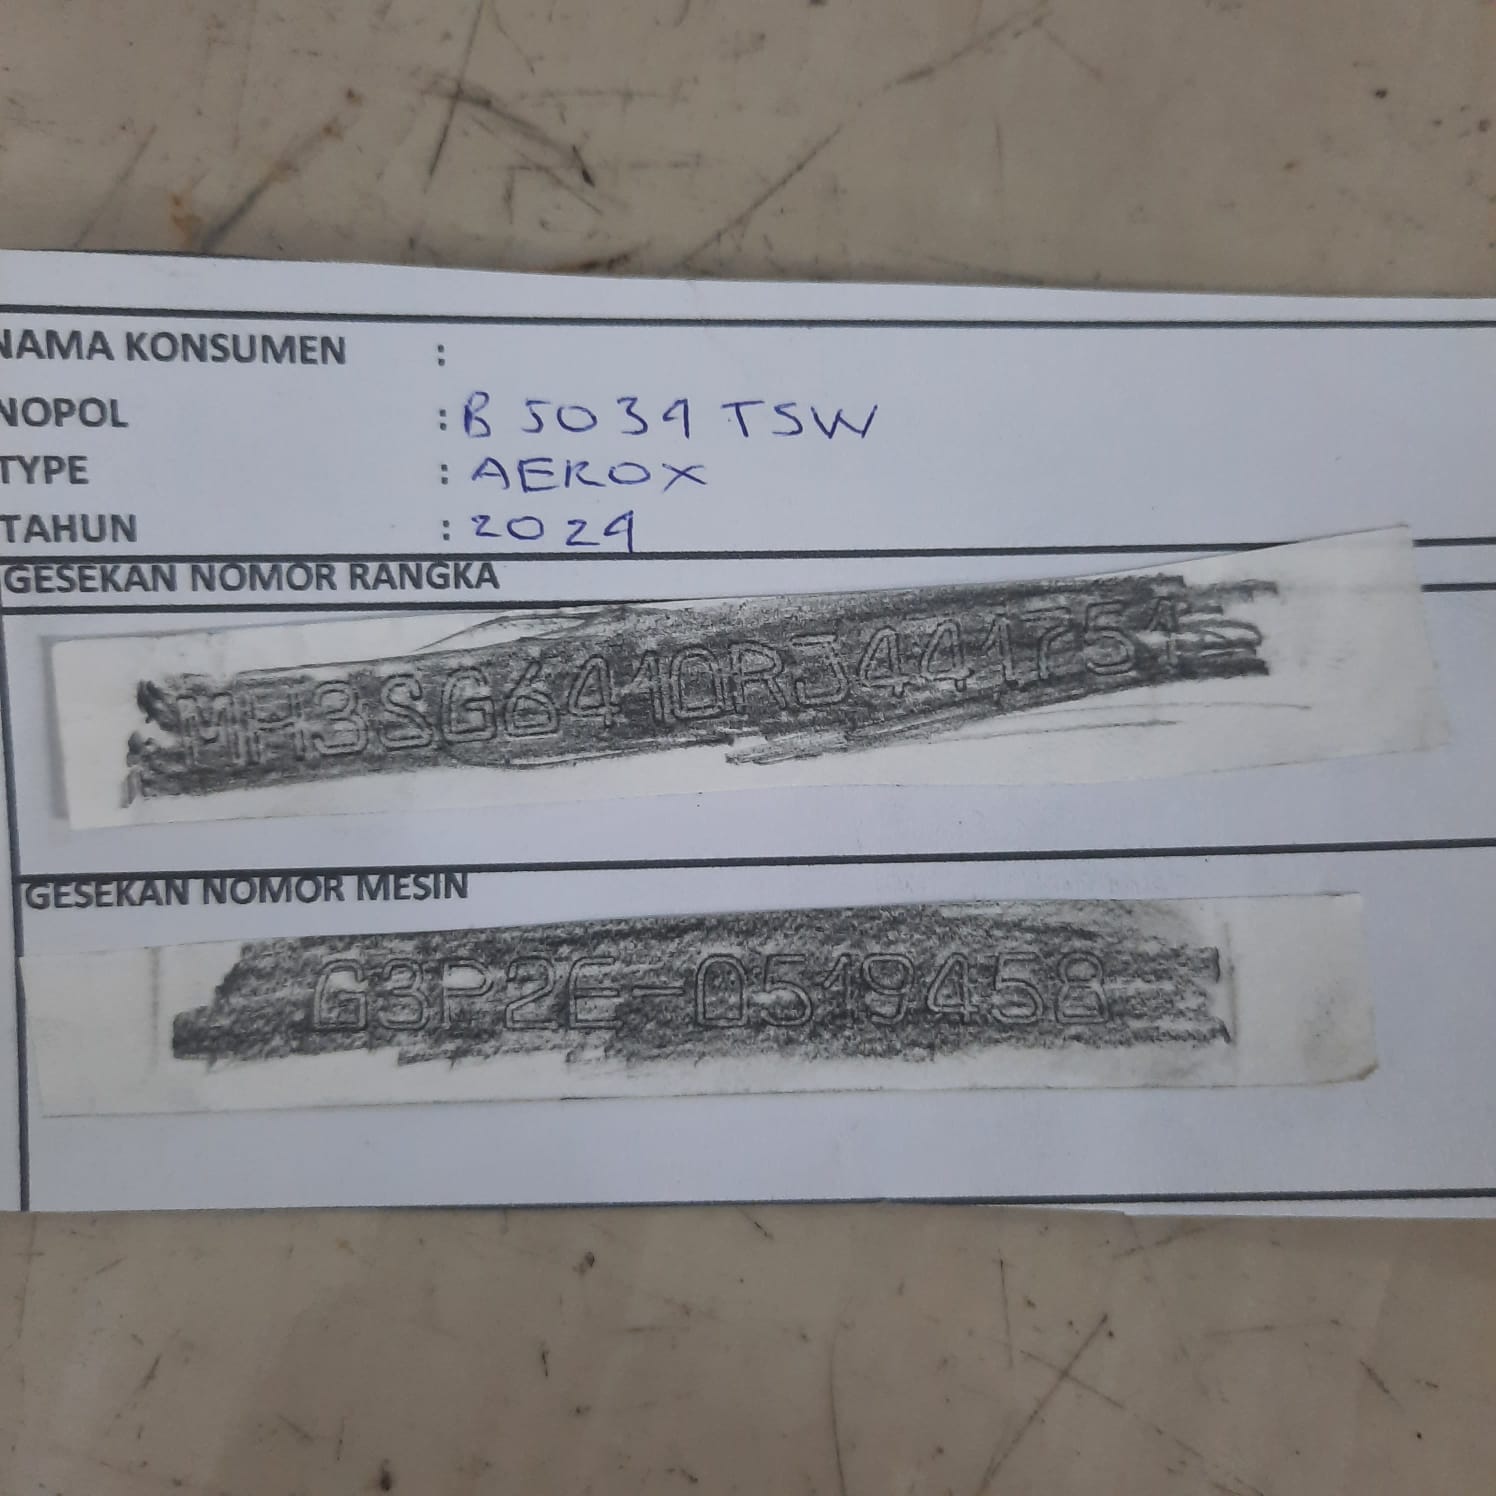 NAMA KONSUMEN :
NOPOL : B 5034 TSW
TYPE : AEROX
TAHUN : 2024
GESEKAN NOMOR RANGKA
MH3SG6410RJ441751
GESEKAN NOMOR MESIN
G3P2E-0519458